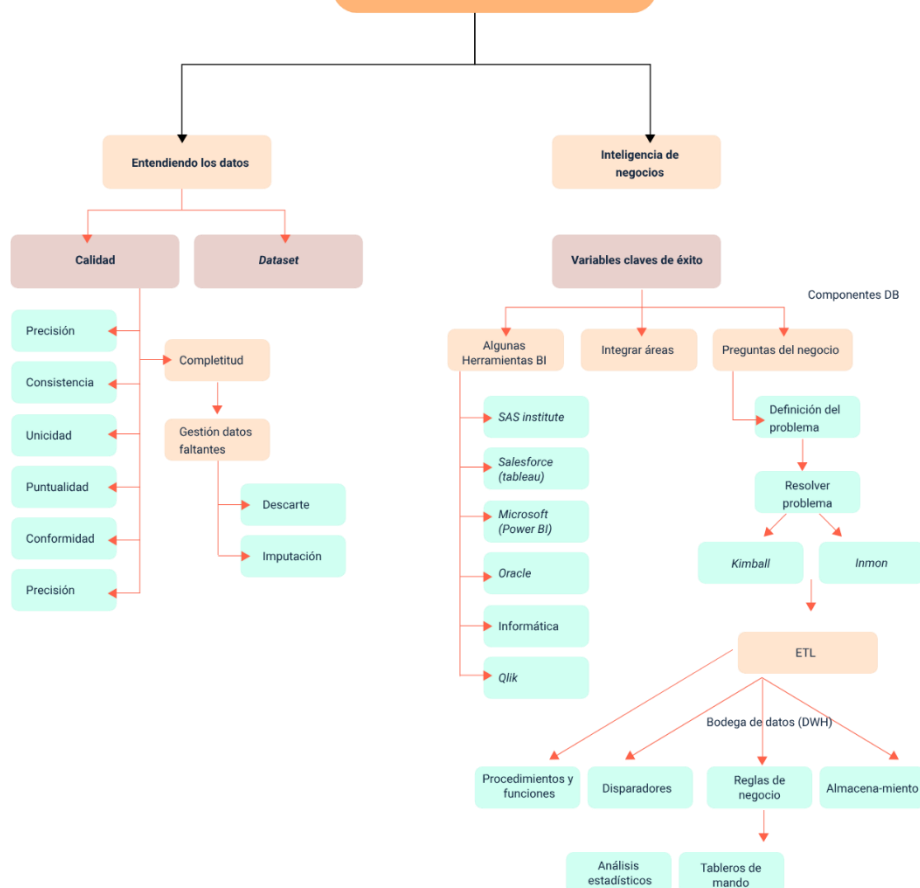 Entendiendo los datos
Inteligencia de
negocios
Calidad
Dataset
Variables claves de éxito
Componentes DB
Precisión
Consistencia
Unicidad
Puntualidad
Conformidad
Precisión
Completitud
Gestión datos
faltantes
Descarte
Imputación
Algunas
Herramientas BI
Integrar áreas
Preguntas del negocio
SAS institute
Salesforce
(tableau)
Microsoft
(Power BI)
Oracle
Informática
Qlik
Definición del
problema
Resolver
problema
Kimball
Inmon
ETL
Bodega de datos (DWH)
Procedimientos y
funciones
Disparadores
Reglas de
negocio
Almacena-miento
Análisis
estadísticos
Tableros de
mando